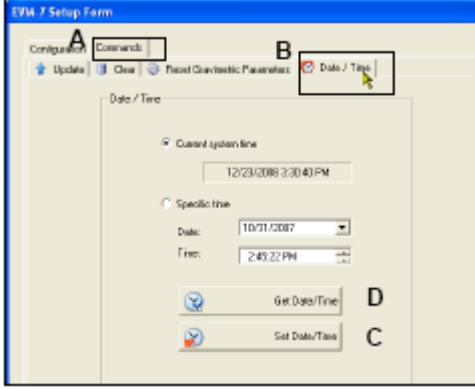 EVM-7 Setup Form
A
Configuration Commands
B
Update Clear Reset Gravimetric Parameters Date / Time
Date / Time
Current system time
12/23/2008 3:30:40 PM
Specific time
Date: 10/31/2007
Time: 2:45:22 PM
Get Date/Time D
Set Date/Time C